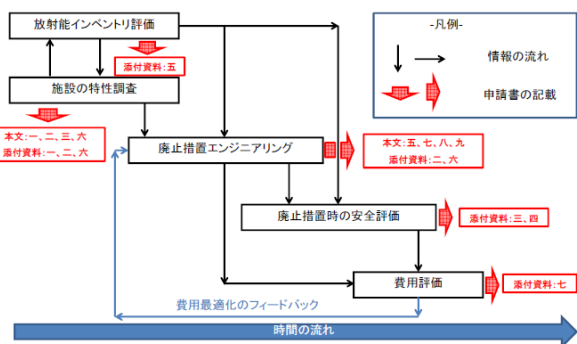 放射能インベントリ評価
-凡例-
情報の流れ
申請書の記載
添付資料:五
施設の特性調査
本文:一、二、三、六
添付資料:一、二、六
廃止措置エンジニアリング
本文:五、七、八、九
添付資料:二、六
廃止措置時の安全評価
添付資料:三、四
費用評価
添付資料:七
費用最適化のフィードバック
時間の流れ